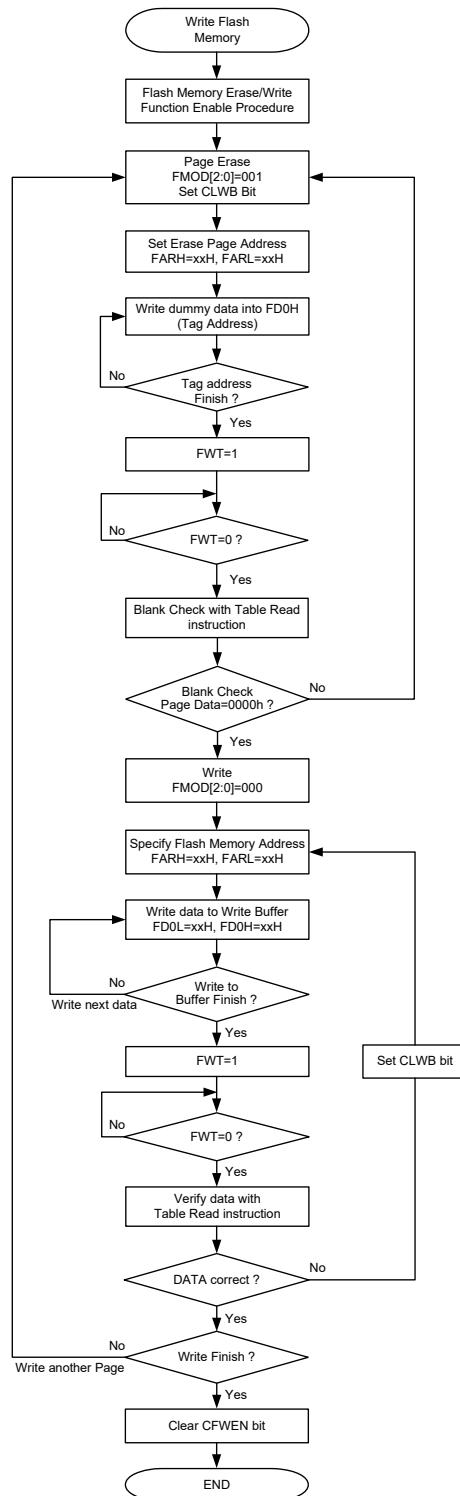 Write Flash
Memory
Flash Memory Erase/Write
Function Enable Procedure
Page Erase
FMOD[2:0]=001
Set CLWB Bit
Set Erase Page Address
FARH=xxH, FARL=xxH
Write dummy data into FD0H
(Tag Address)
No
Tag address
Finish ?
Yes
FWT=1
No
FWT=0 ?
Yes
Blank Check with Table Read
instruction
No
Blank Check
Page Data=0000h ?
Yes
Write
FMOD[2:0]=000
Specify Flash Memory Address
FARH=xxH, FARL=xxH
Write data to Write Buffer
FD0L=xxH, FD0H=xxH
No
Write next data
Write to
Buffer Finish ?
Yes
FWT=1
Set CLWB bit
No
FWT=0 ?
Yes
Verify data with
Table Read instruction
No
DATA correct ?
Yes
No
Write another Page
Write Finish ?
Yes
Clear CFWEN bit
END